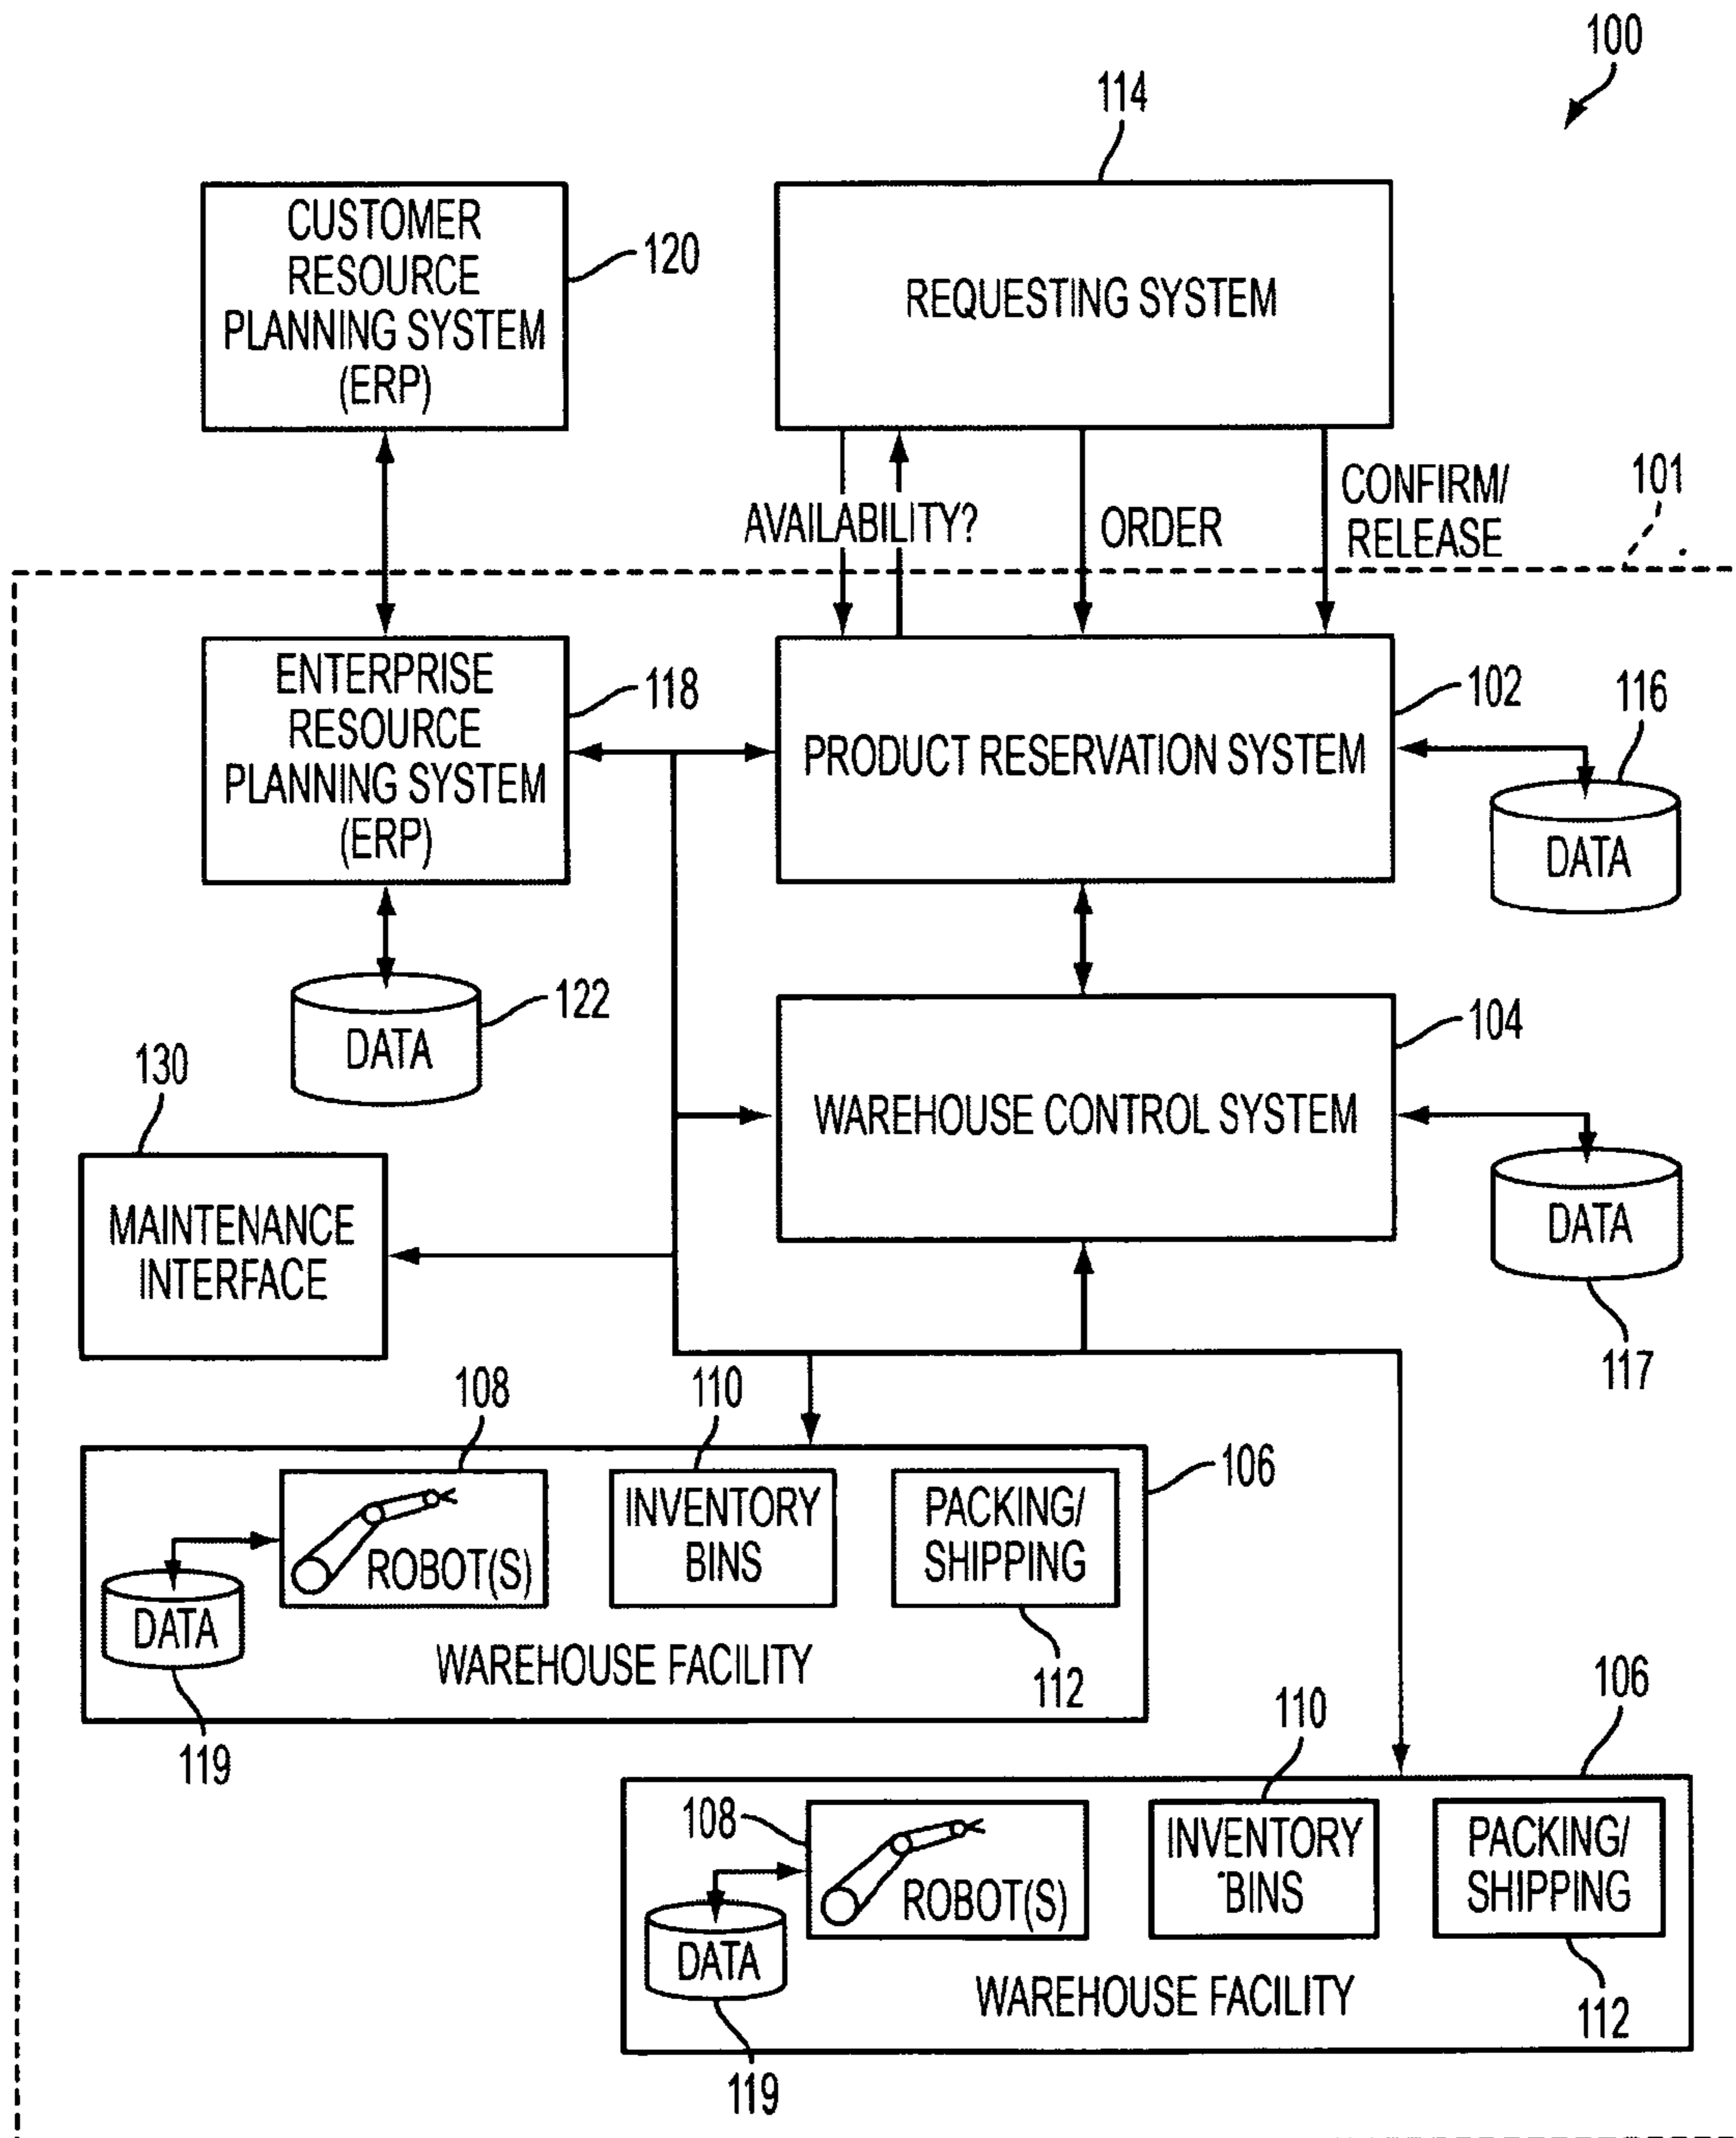 100
114
CUSTOMER
RESOURCE
PLANNING SYSTEM
(ERP)
120
REQUESTING SYSTEM
AVAILABILITY?
ORDER
CONFIRM/
RELEASE
101
ENTERPRISE
RESOURCE
PLANNING SYSTEM
(ERP)
118
PRODUCT RESERVATION SYSTEM
102
116
DATA
DATA
122
WAREHOUSE CONTROL SYSTEM
104
DATA
117
130
MAINTENANCE
INTERFACE
108
110
106
ROBOT(S)
INVENTORY
BINS
PACKING/
SHIPPING
DATA
WAREHOUSE FACILITY
112
119
106
110
108
ROBOT(S)
INVENTORY
BINS
PACKING/
SHIPPING
DATA
WAREHOUSE FACILITY
112
119